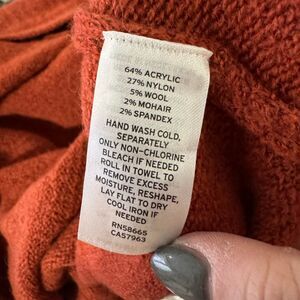 64% ACRYLIC
27% NYLON
5% WOOL
2% MOHAIR
2% SPANDEX
HAND WASH COLD,
SEPARATELY
ONLY NON-CHLORINE
BLEACH IF NEEDED
ROLL IN TOWEL TO
REMOVE EXCESS
MOISTURE, RESHAPE,
LAY FLAT TO DRY
COOL IRON IF
NEEDED
RN58665
CA57963